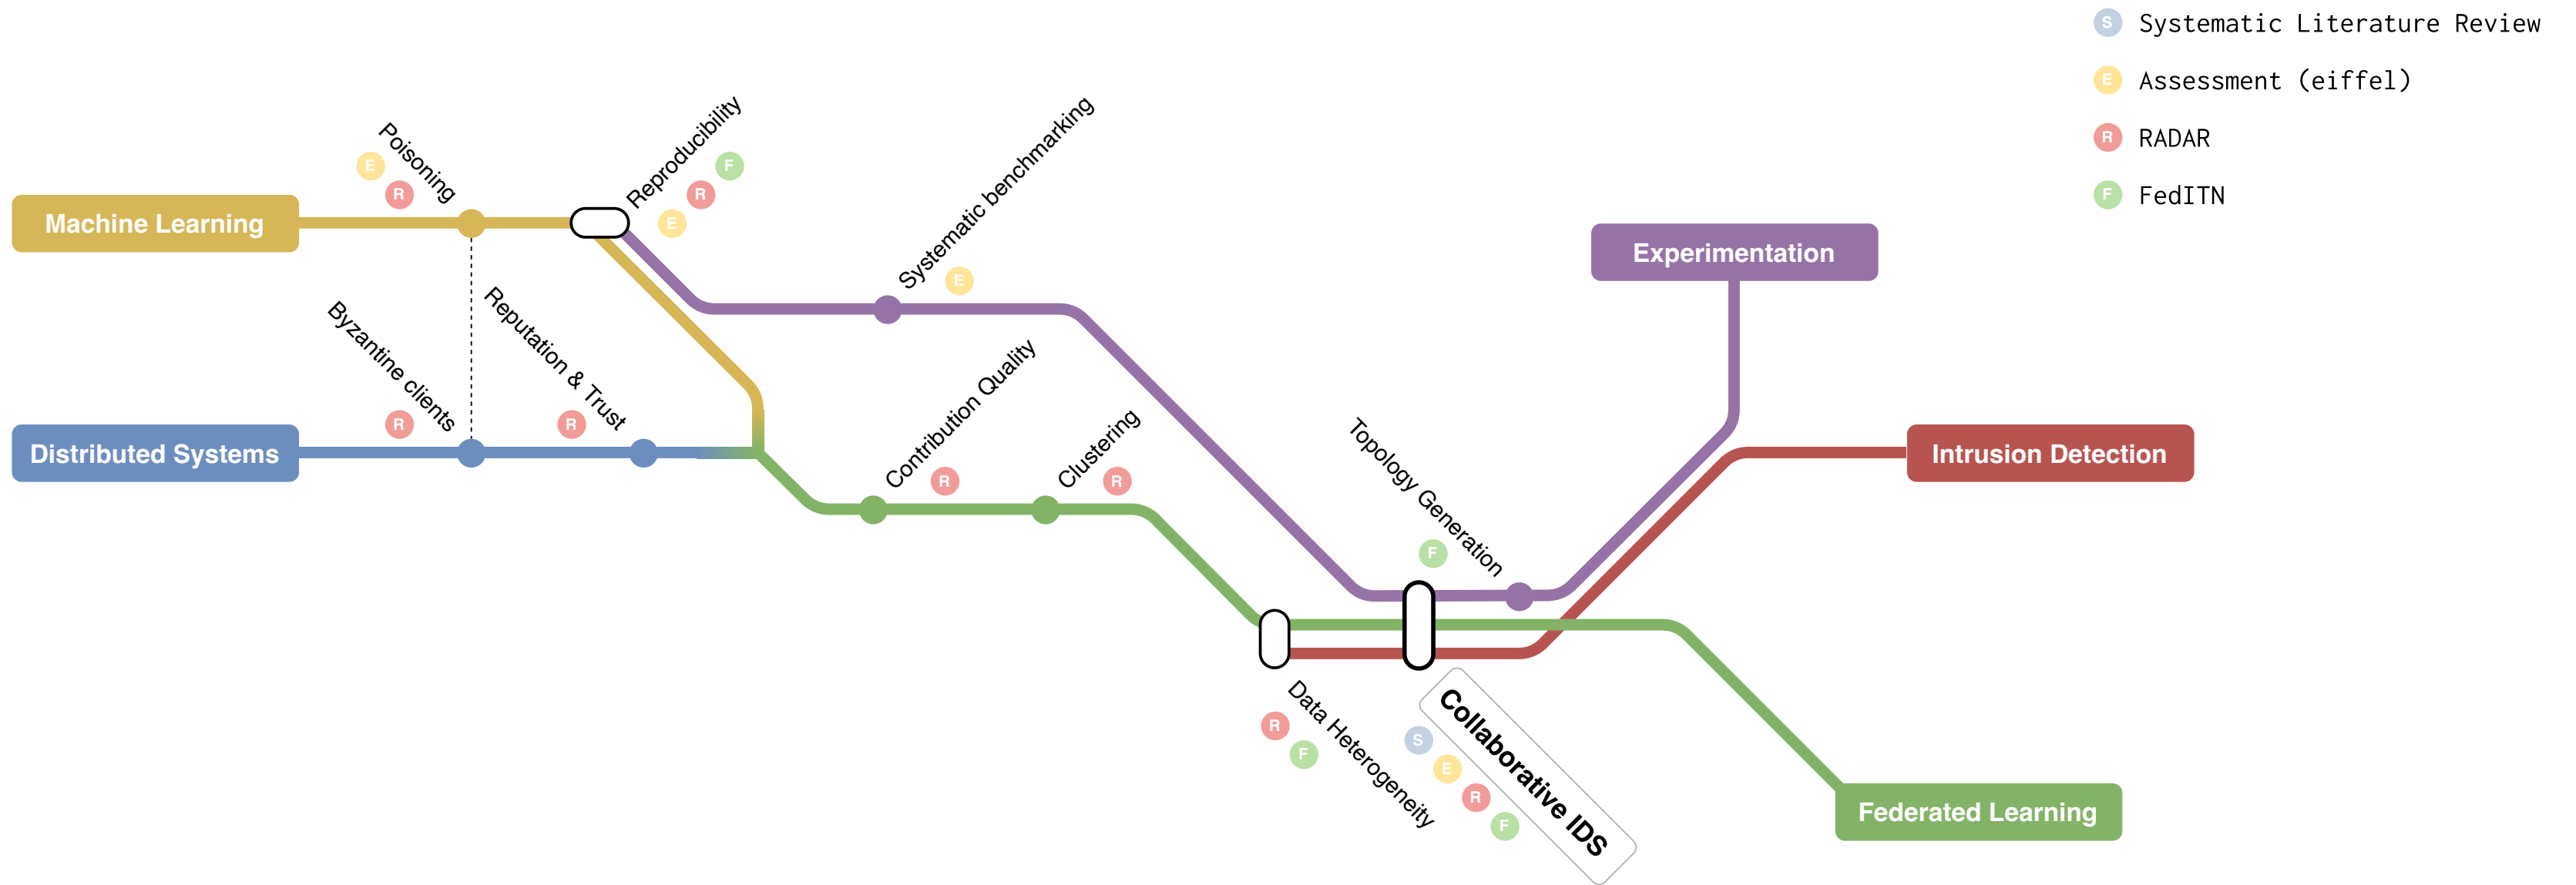 S Systematic Literature Review
E Assessment (eiffel)
R RADAR
F FedITN
Poisoning
E
R
Reproducibility
F
R
E
Systematic benchmarking
E
Machine Learning
Experimentation
Byzantine clients
R
Reputation & Trust
R
Distributed Systems
Contribution Quality
R
Clustering
R
Topology Generation
F
Intrusion Detection
Data Heterogeneity
R
F
Collaborative IDS
S
E
R
F
Federated Learning